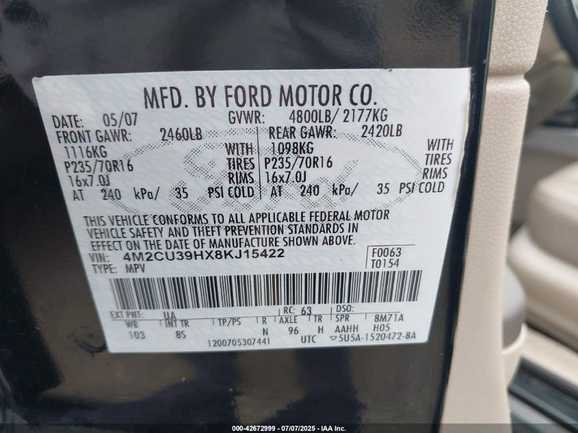 MFD. BY FORD MOTOR CO.
DATE: 05/07 GVWR: 4800LB/ 2177KG
FRONT GAWR: 2460LB REAR GAWR: 2420LB
1116KG WITH 1098KG WITH
P235/70R16 TIRES P235/70R16 TIRES
16x7.0J RIMS 16x7.0J RIMS
AT 240 kPa/ 35 PSI COLD AT 240 kPa/ 35 PSI COLD
THIS VEHICLE CONFORMS TO ALL APPLICABLE FEDERAL MOTOR
VEHICLE SAFETY AND THEFT PREVENTION STANDARDS IN
EFFECT ON THE DATE OF MANUFACTURE SHOWN ABOVE.
VIN: 4M2CU39HX8KJ15422 F0063
TYPE: MPV T0154
EXT PNT: UA RC: 63 DSO:
WB INT TR TP/PS R AXLE TR SPR 8M71A
103 85 N 96 H AAHH H05
1200705307441 UTC 5U5A-1520472-BA
000-42672999 - 07/07/2025 - IAA Inc.